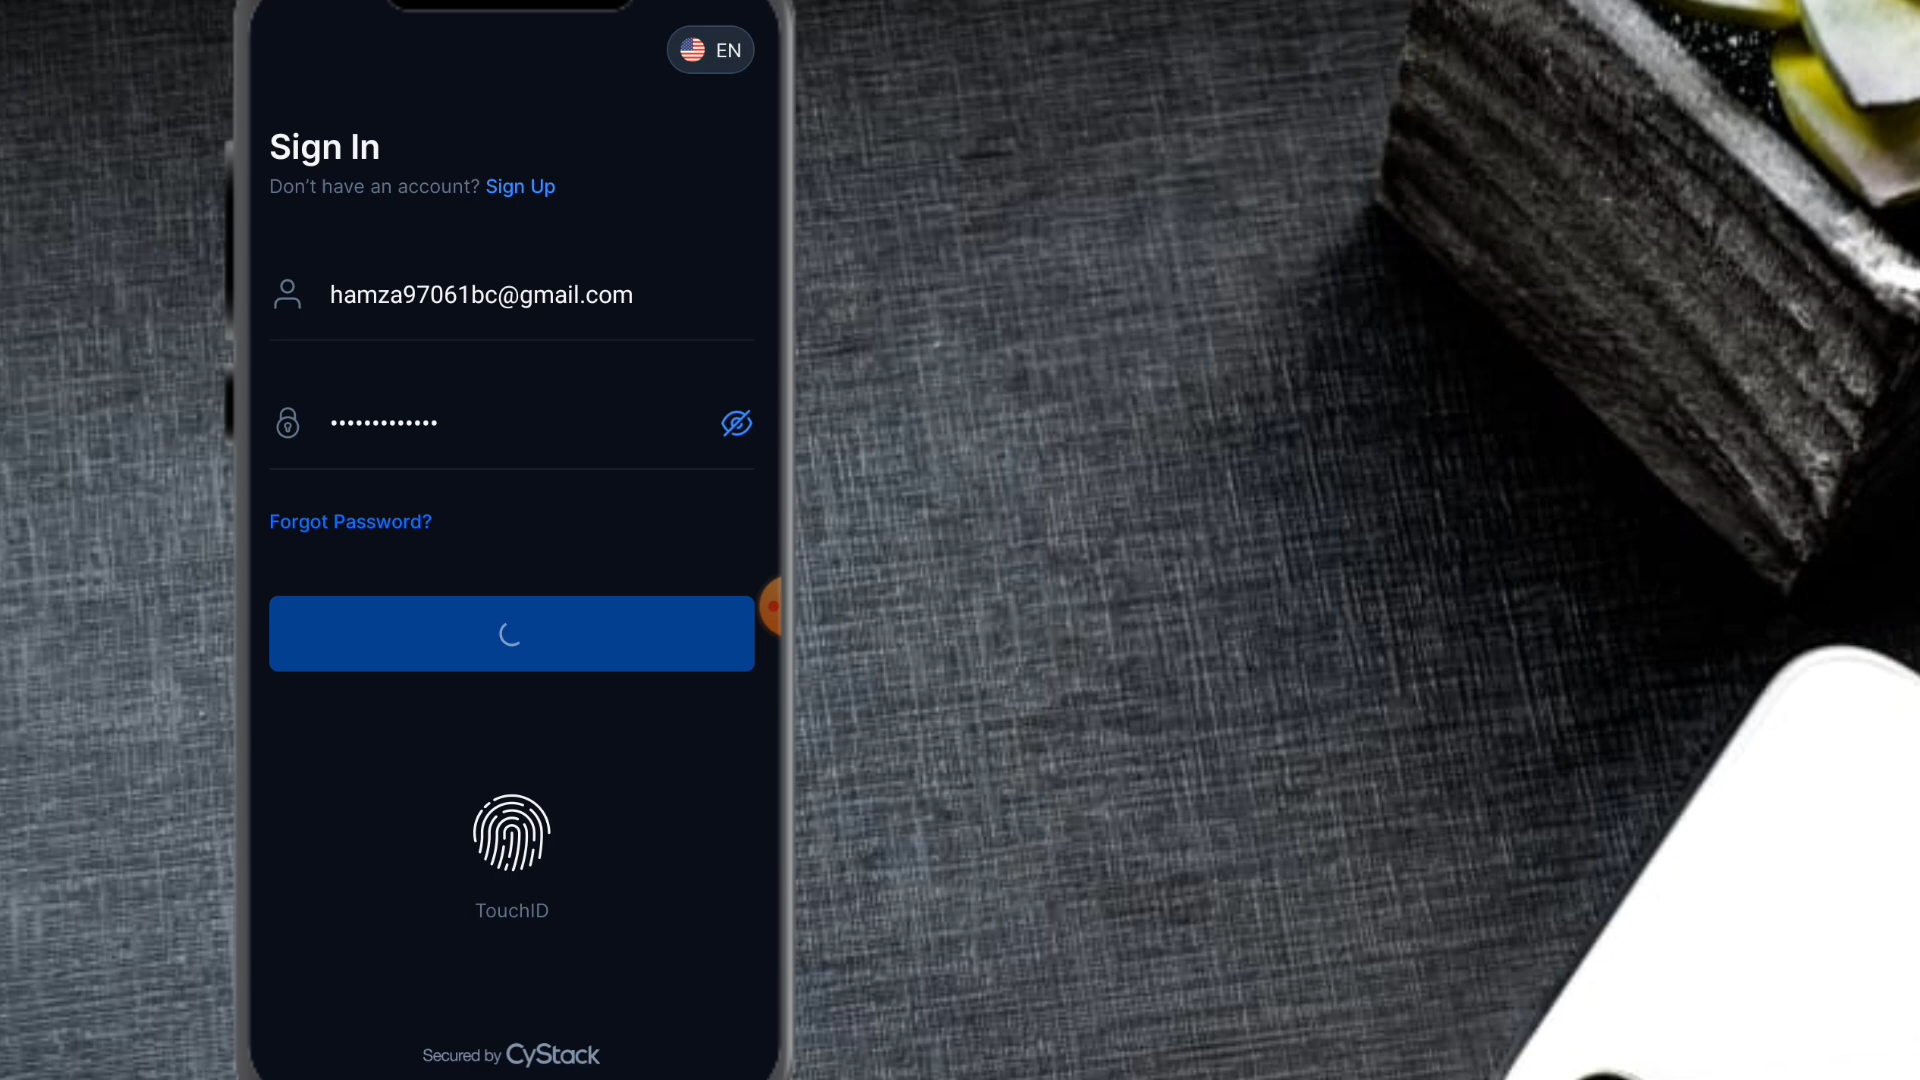 EN
Sign In
Don't have an account? Sign Up
hamza97061bc@gmail.com
•••••••••••••
Forgot Password?
TouchID
Secured by CyStack